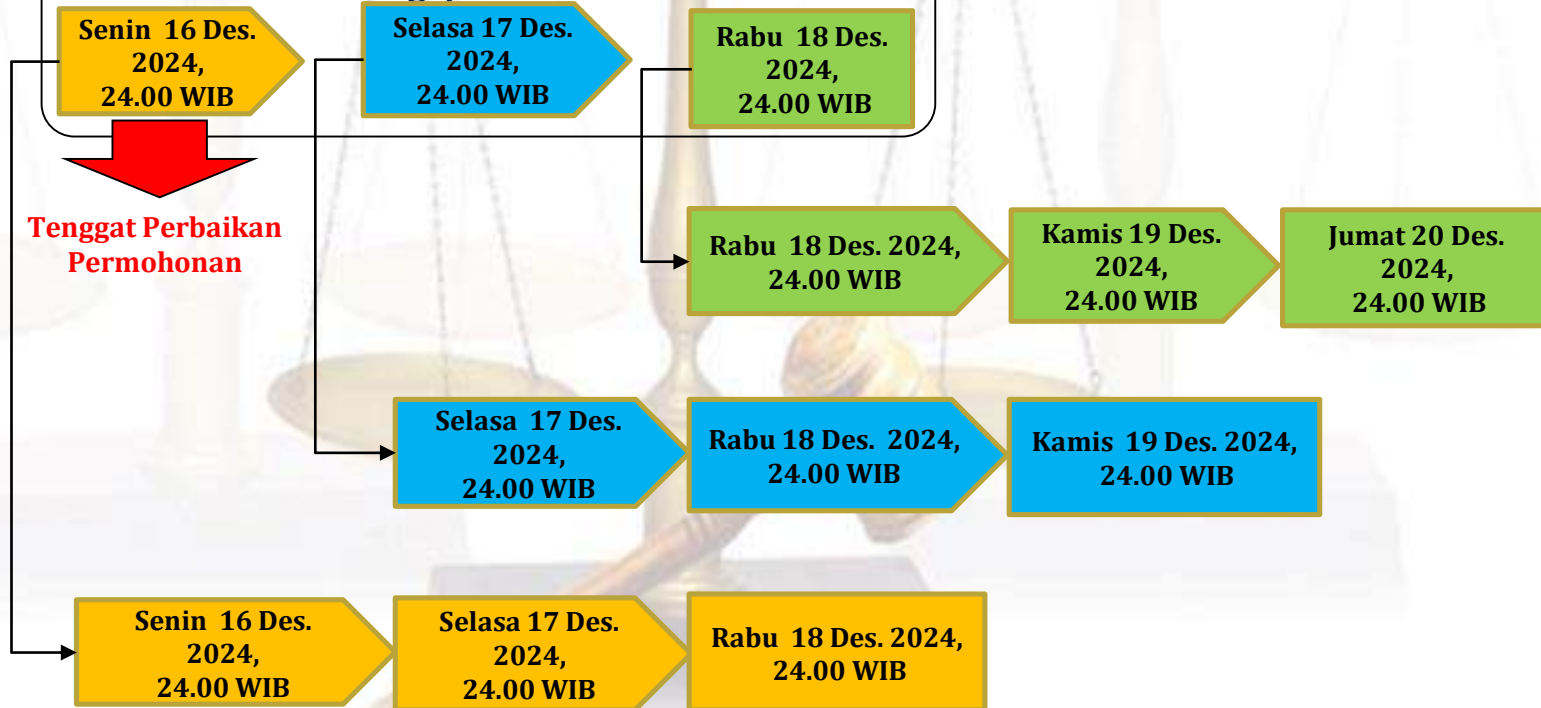 Senin 16 Des.
2024,
24.00 WIB
Selasa 17 Des.
2024,
24.00 WIB
Rabu 18 Des.
2024,
24.00 WIB
Tenggat Perbaikan
Permohonan
Rabu 18 Des. 2024,
24.00 WIB
Kamis 19 Des.
2024,
24.00 WIB
Jumat 20 Des.
2024,
24.00 WIB
Selasa 17 Des.
2024,
24.00 WIB
Rabu 18 Des. 2024,
24.00 WIB
Kamis 19 Des. 2024,
24.00 WIB
Senin 16 Des.
2024,
24.00 WIB
Selasa 17 Des.
2024,
24.00 WIB
Rabu 18 Des. 2024,
24.00 WIB